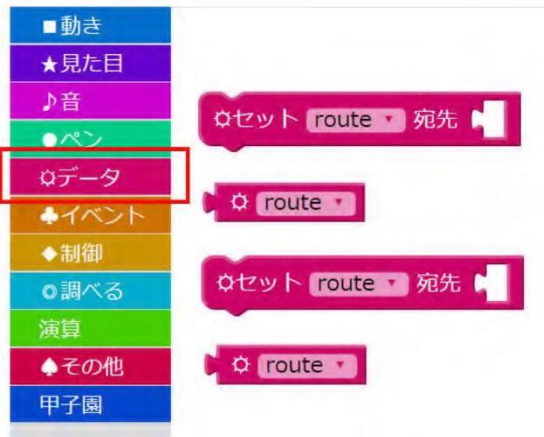 ■動き
★見た目
♪音
●ペン
☼データ
♣イベント
◆制御
◎調べる
演算
♠その他
甲子園
☼セット route ▾ 宛先
☼ route ▾
☼セット route ▾ 宛先
☼ route ▾